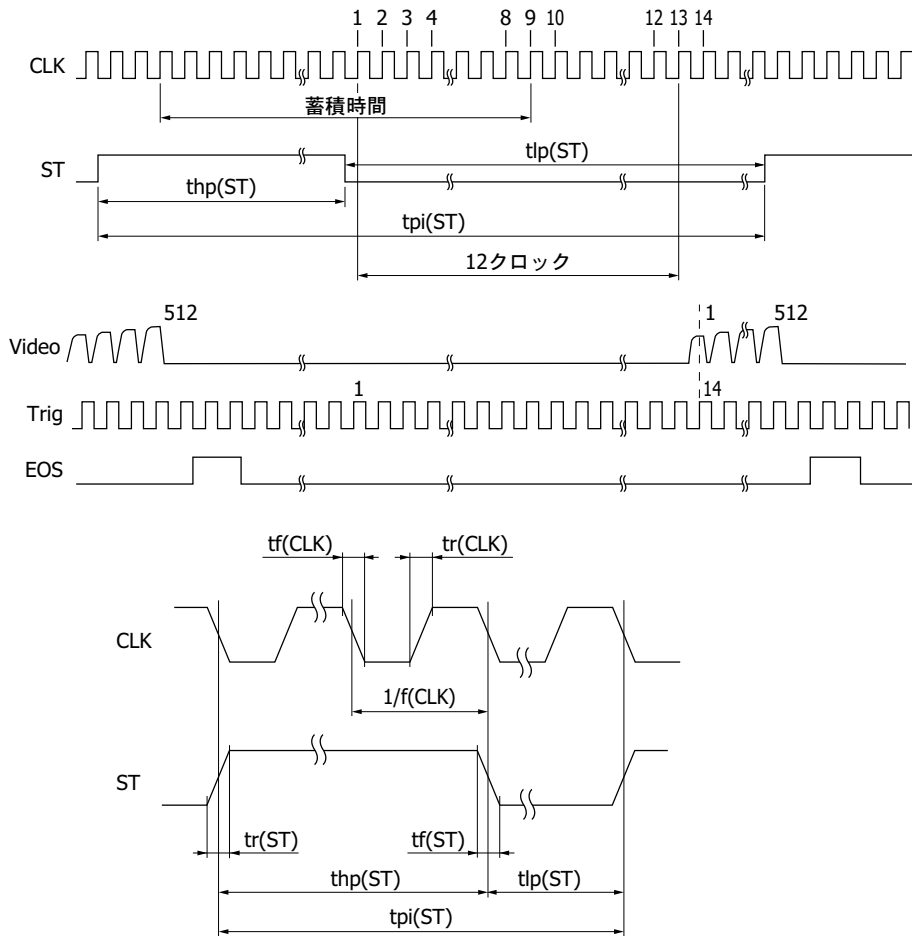 1 2 3 4 8 9 10 12 13 14
CLK
蓄積時間
ST
tlp(ST)
thp(ST)
tpi(ST)
12クロック
512 1 512
Video
1 14
Trig
EOS
tf(CLK) tr(CLK)
CLK
1/f(CLK)
ST
tr(ST) tf(ST)
thp(ST) tlp(ST)
tpi(ST)